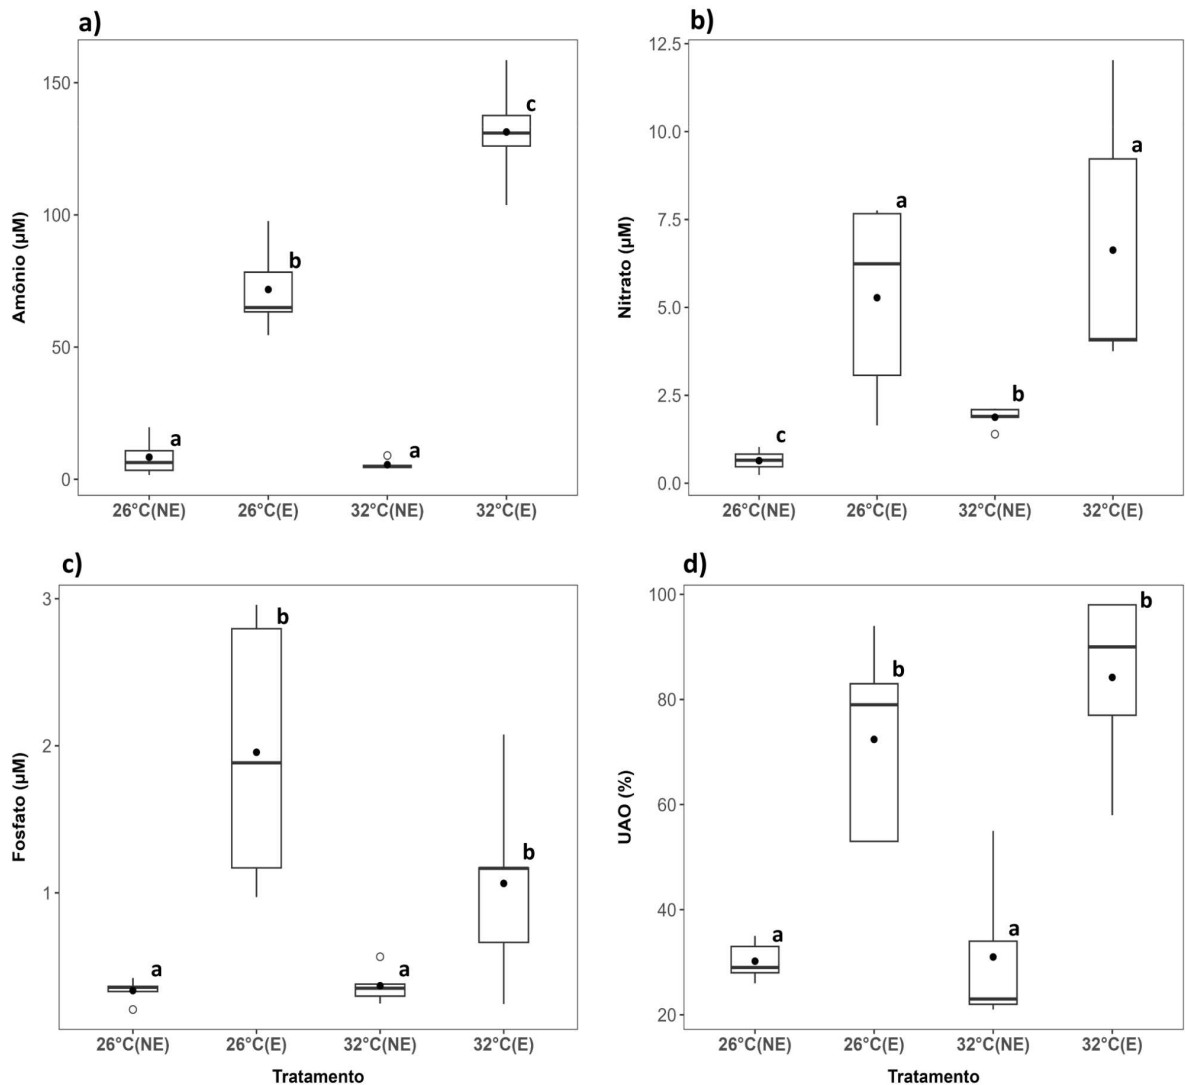 a)
Amônio (µM)
150
100
50
0
c
b
a
a
26°C(NE) 26°C(E) 32°C(NE) 32°C(E)
b)
Nitrato (µM)
12.5
10.0
7.5
5.0
2.5
0.0
a
a
b
c
26°C(NE) 26°C(E) 32°C(NE) 32°C(E)
c)
Fosfato (µM)
3
2
1
b
b
a
a
26°C(NE) 26°C(E) 32°C(NE) 32°C(E)
Tratamento
d)
UAO (%)
100
80
60
40
20
b
b
a
a
26°C(NE) 26°C(E) 32°C(NE) 32°C(E)
Tratamento